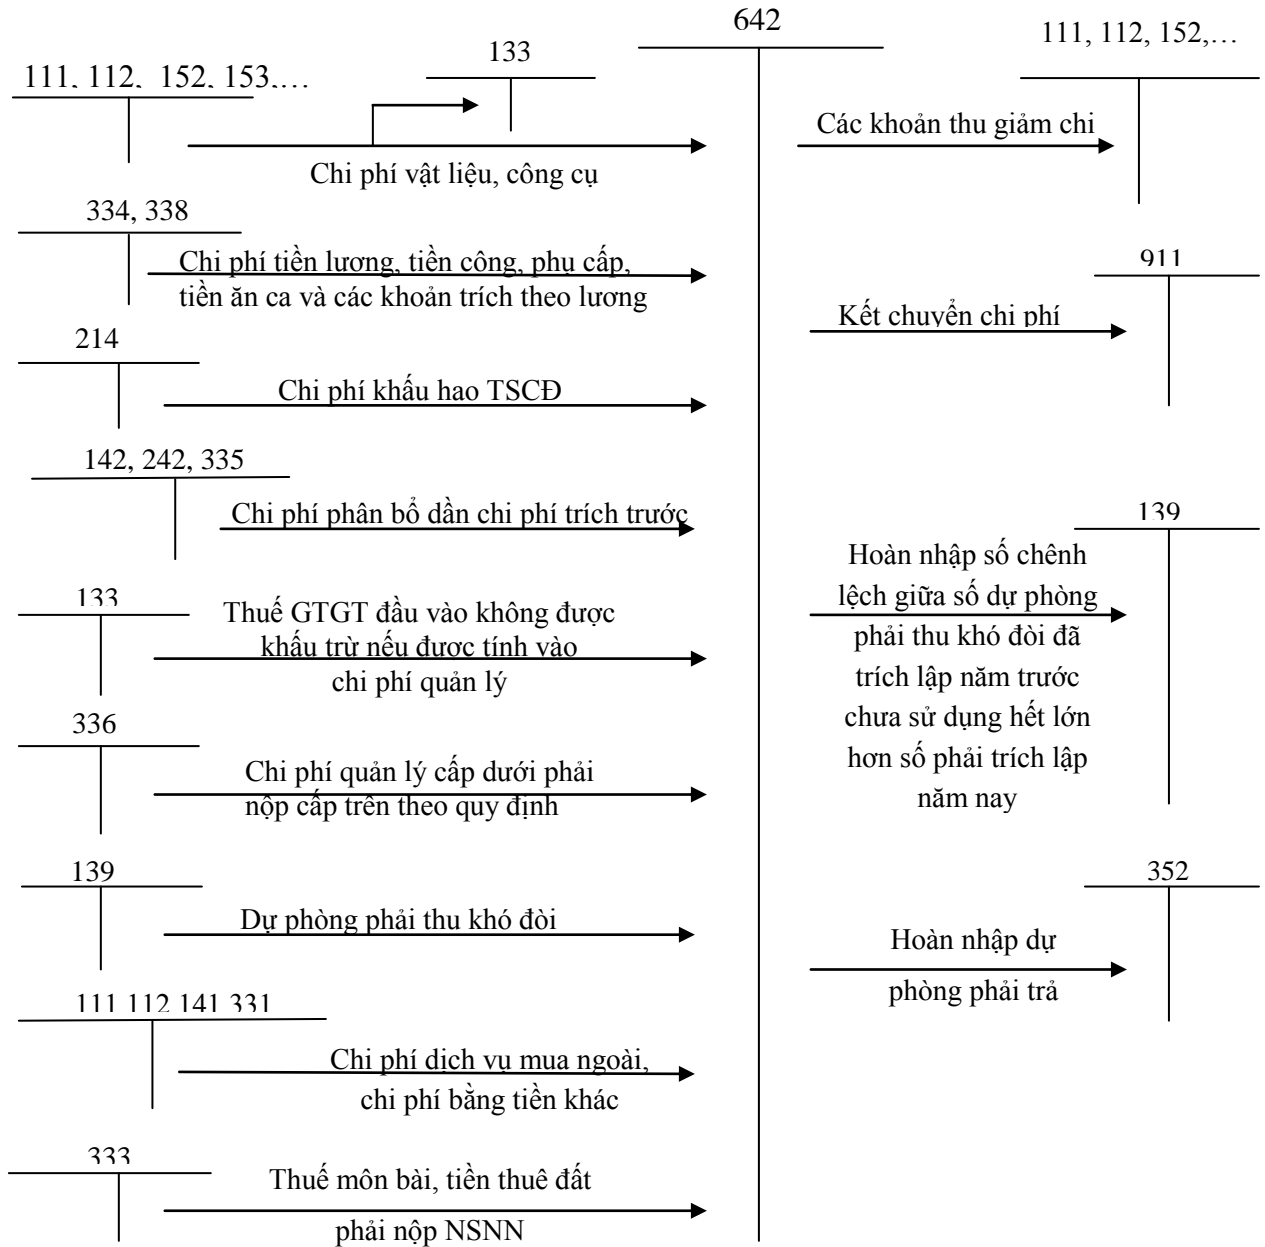 642
111, 112, 152,…
133
111, 112, 152, 153,…
Các khoản thu giảm chi
Chi phí vật liệu, công cụ
334, 338
Chi phí tiền lương, tiền công, phụ cấp,
tiền ăn ca và các khoản trích theo lương
911
Kết chuyển chi phí
214
Chi phí khấu hao TSCĐ
142, 242, 335
Chi phí phân bổ dần chi phí trích trước
139
Hoàn nhập số chênh
lệch giữa số dự phòng
phải thu khó đòi đã
trích lập năm trước
chưa sử dụng hết lớn
hơn số phải trích lập
năm nay
133
Thuế GTGT đầu vào không được
khấu trừ nếu được tính vào
chi phí quản lý
336
Chi phí quản lý cấp dưới phải
nộp cấp trên theo quy định
139
Dự phòng phải thu khó đòi
352
Hoàn nhập dự
phòng phải trả
111 112 141 331
Chi phí dịch vụ mua ngoài,
chi phí bằng tiền khác
333
Thuế môn bài, tiền thuê đất
phải nộp NSNN